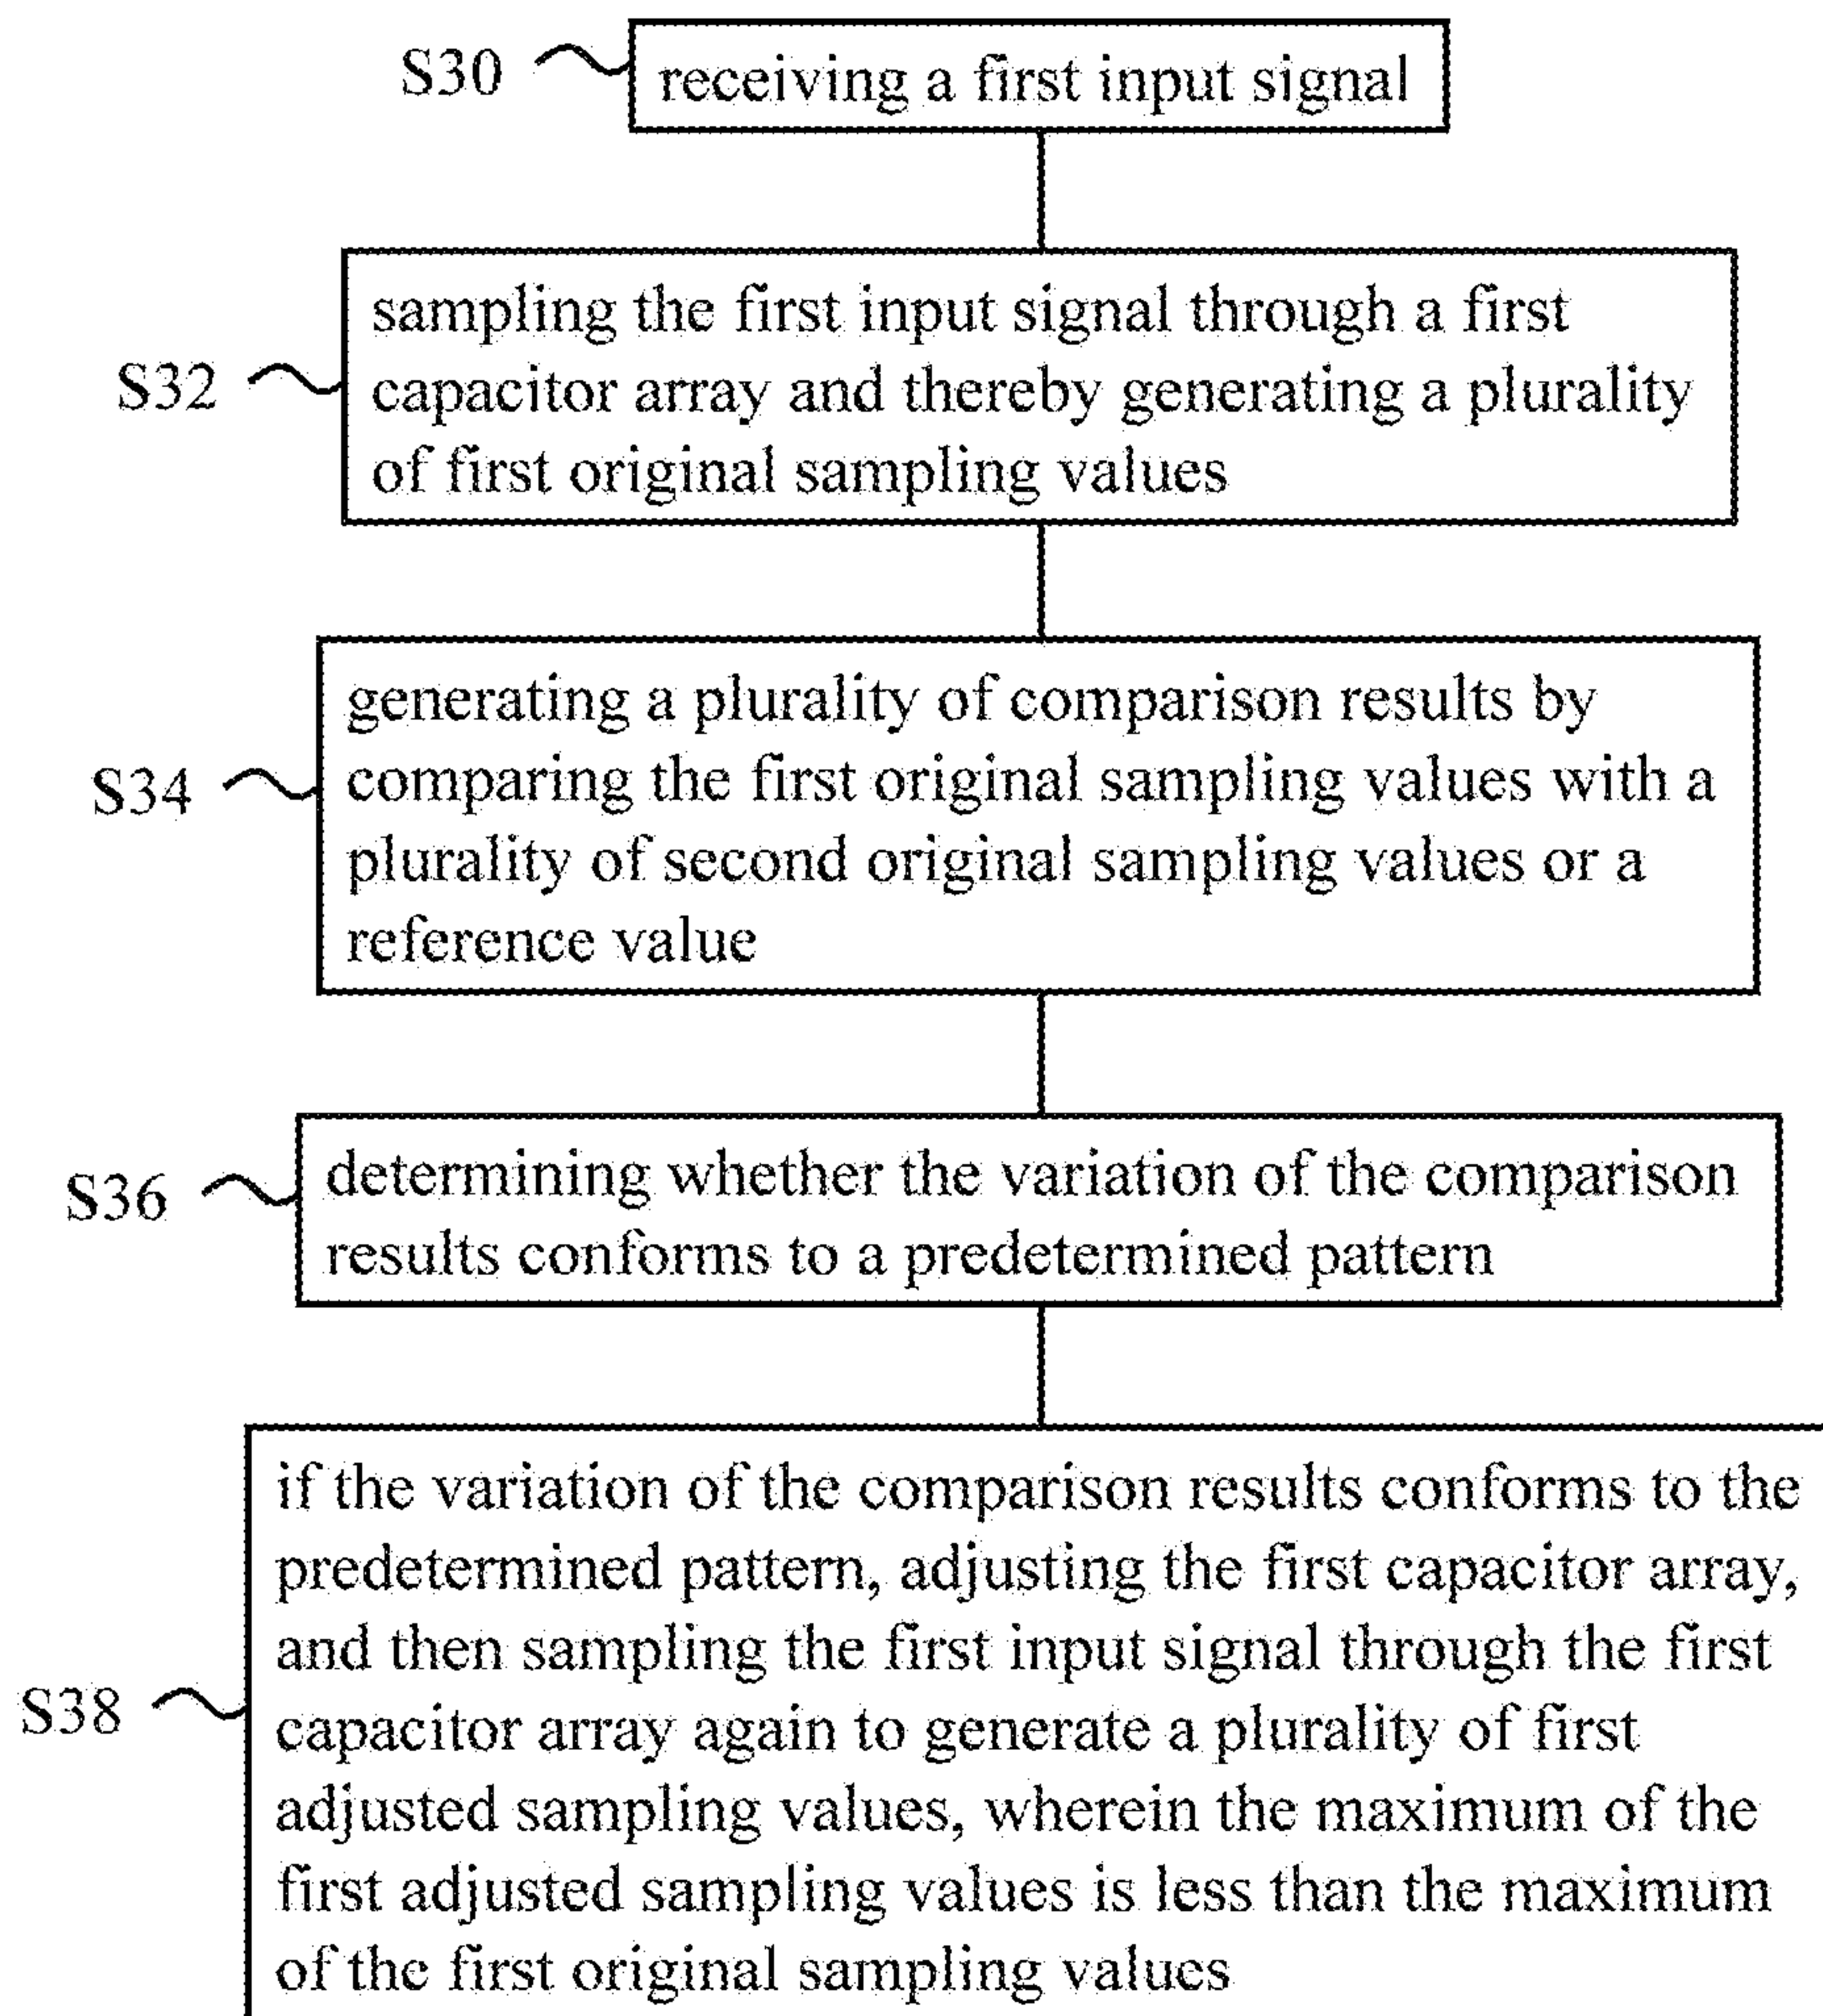 S30 receiving a first input signal
sampling the first input signal through a first
S32 capacitor array and thereby generating a plurality
of first original sampling values
generating a plurality of comparison results by
S34 comparing the first original sampling values with a
plurality of second original sampling values or a
reference value
S36 determining whether the variation of the comparison
results conforms to a predetermined pattern
if the variation of the comparison results conforms to the
predetermined pattern, adjusting the first capacitor array,
and then sampling the first input signal through the first
S38 capacitor array again to generate a plurality of first
adjusted sampling values, wherein the maximum of the
first adjusted sampling values is less than the maximum
of the first original sampling values